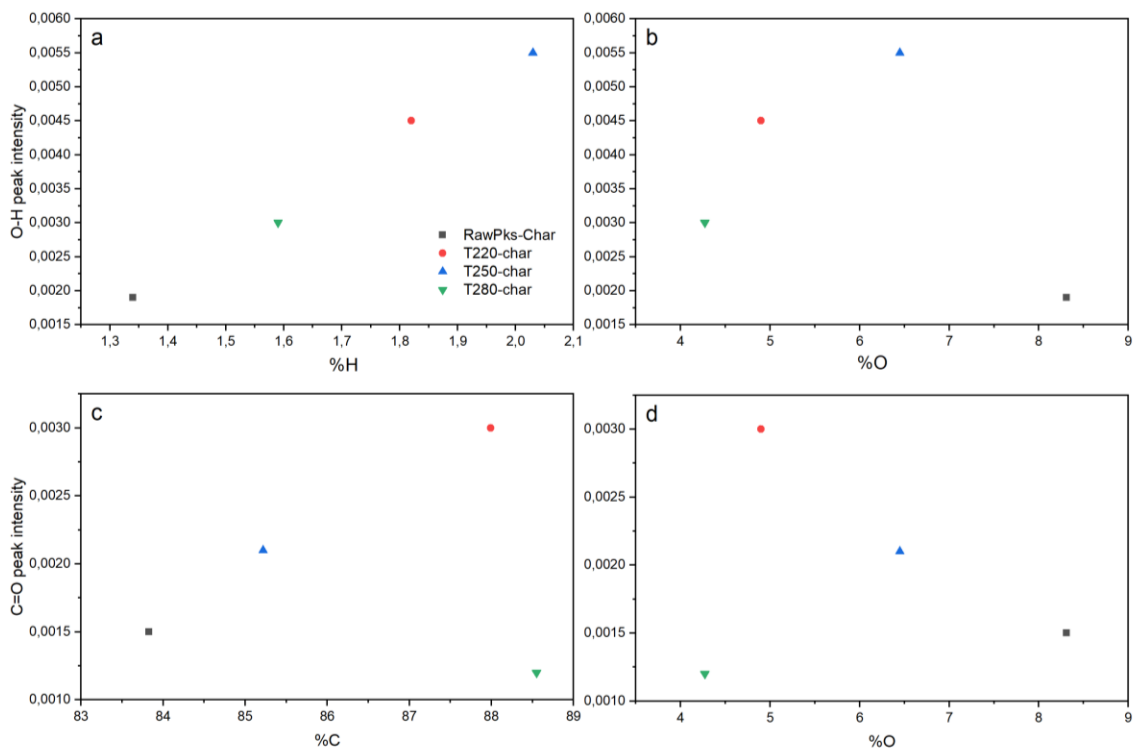 a
0,0060
0,0055
0,0050
0,0045
0,0040
0,0035
0,0030
0,0025
0,0020
0,0015
O-H peak intensity
RawPks-Char
T220-char
T250-char
T280-char
1,3 1,4 1,5 1,6 1,7 1,8 1,9 2,0 2,1
%H
b
0,0060
0,0055
0,0050
0,0045
0,0040
0,0035
0,0030
0,0025
0,0020
0,0015
4 5 6 7 8 9
%O
c
0,0030
0,0025
0,0020
0,0015
0,0010
C=O peak intensity
83 84 85 86 87 88 89
%C
d
0,0030
0,0025
0,0020
0,0015
0,0010
4 5 6 7 8 9
%O